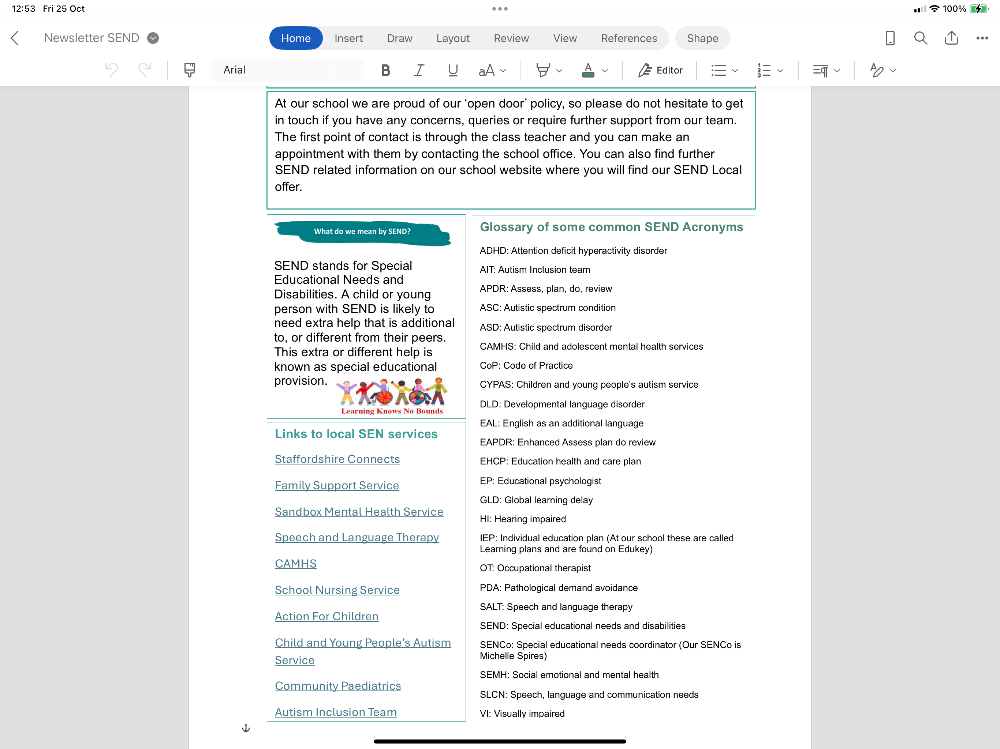 12:53 Fri 25 Oct
100%
Newsletter SEND
Home Insert Draw Layout Review View References Shape
Arial
B I U aA A Editor
At our school we are proud of our ‘open door’ policy, so please do not hesitate to get
in touch if you have any concerns, queries or require further support from our team.
The first point of contact is through the class teacher and you can make an
appointment with them by contacting the school office. You can also find further
SEND related information on our school website where you will find our SEND Local
offer.
What do we mean by SEND?
SEND stands for Special
Educational Needs and
Disabilities. A child or young
person with SEND is likely to
need extra help that is additional
to, or different from their peers.
This extra or different help is
known as special educational
provision.
Learning Knows No Bounds
Links to local SEN services
Staffordshire Connects
Family Support Service
Sandbox Mental Health Service
Speech and Language Therapy
CAMHS
School Nursing Service
Action For Children
Child and Young People’s Autism
Service
Community Paediatrics
Autism Inclusion Team
Glossary of some common SEND Acronyms
ADHD: Attention deficit hyperactivity disorder
AIT: Autism Inclusion team
APDR: Assess, plan, do, review
ASC: Autistic spectrum condition
ASD: Autistic spectrum disorder
CAMHS: Child and adolescent mental health services
CoP: Code of Practice
CYPAS: Children and young people’s autism service
DLD: Developmental language disorder
EAL: English as an additional language
EAPDR: Enhanced Assess plan do review
EHCP: Education health and care plan
EP: Educational psychologist
GLD: Global learning delay
HI: Hearing impaired
IEP: Individual education plan (At our school these are called
Learning plans and are found on Edukey)
OT: Occupational therapist
PDA: Pathological demand avoidance
SALT: Speech and language therapy
SEND: Special educational needs and disabilities
SENCo: Special educational needs coordinator (Our SENCo is
Michelle Spires)
SEMH: Social emotional and mental health
SLCN: Speech, language and communication needs
VI: Visually impaired